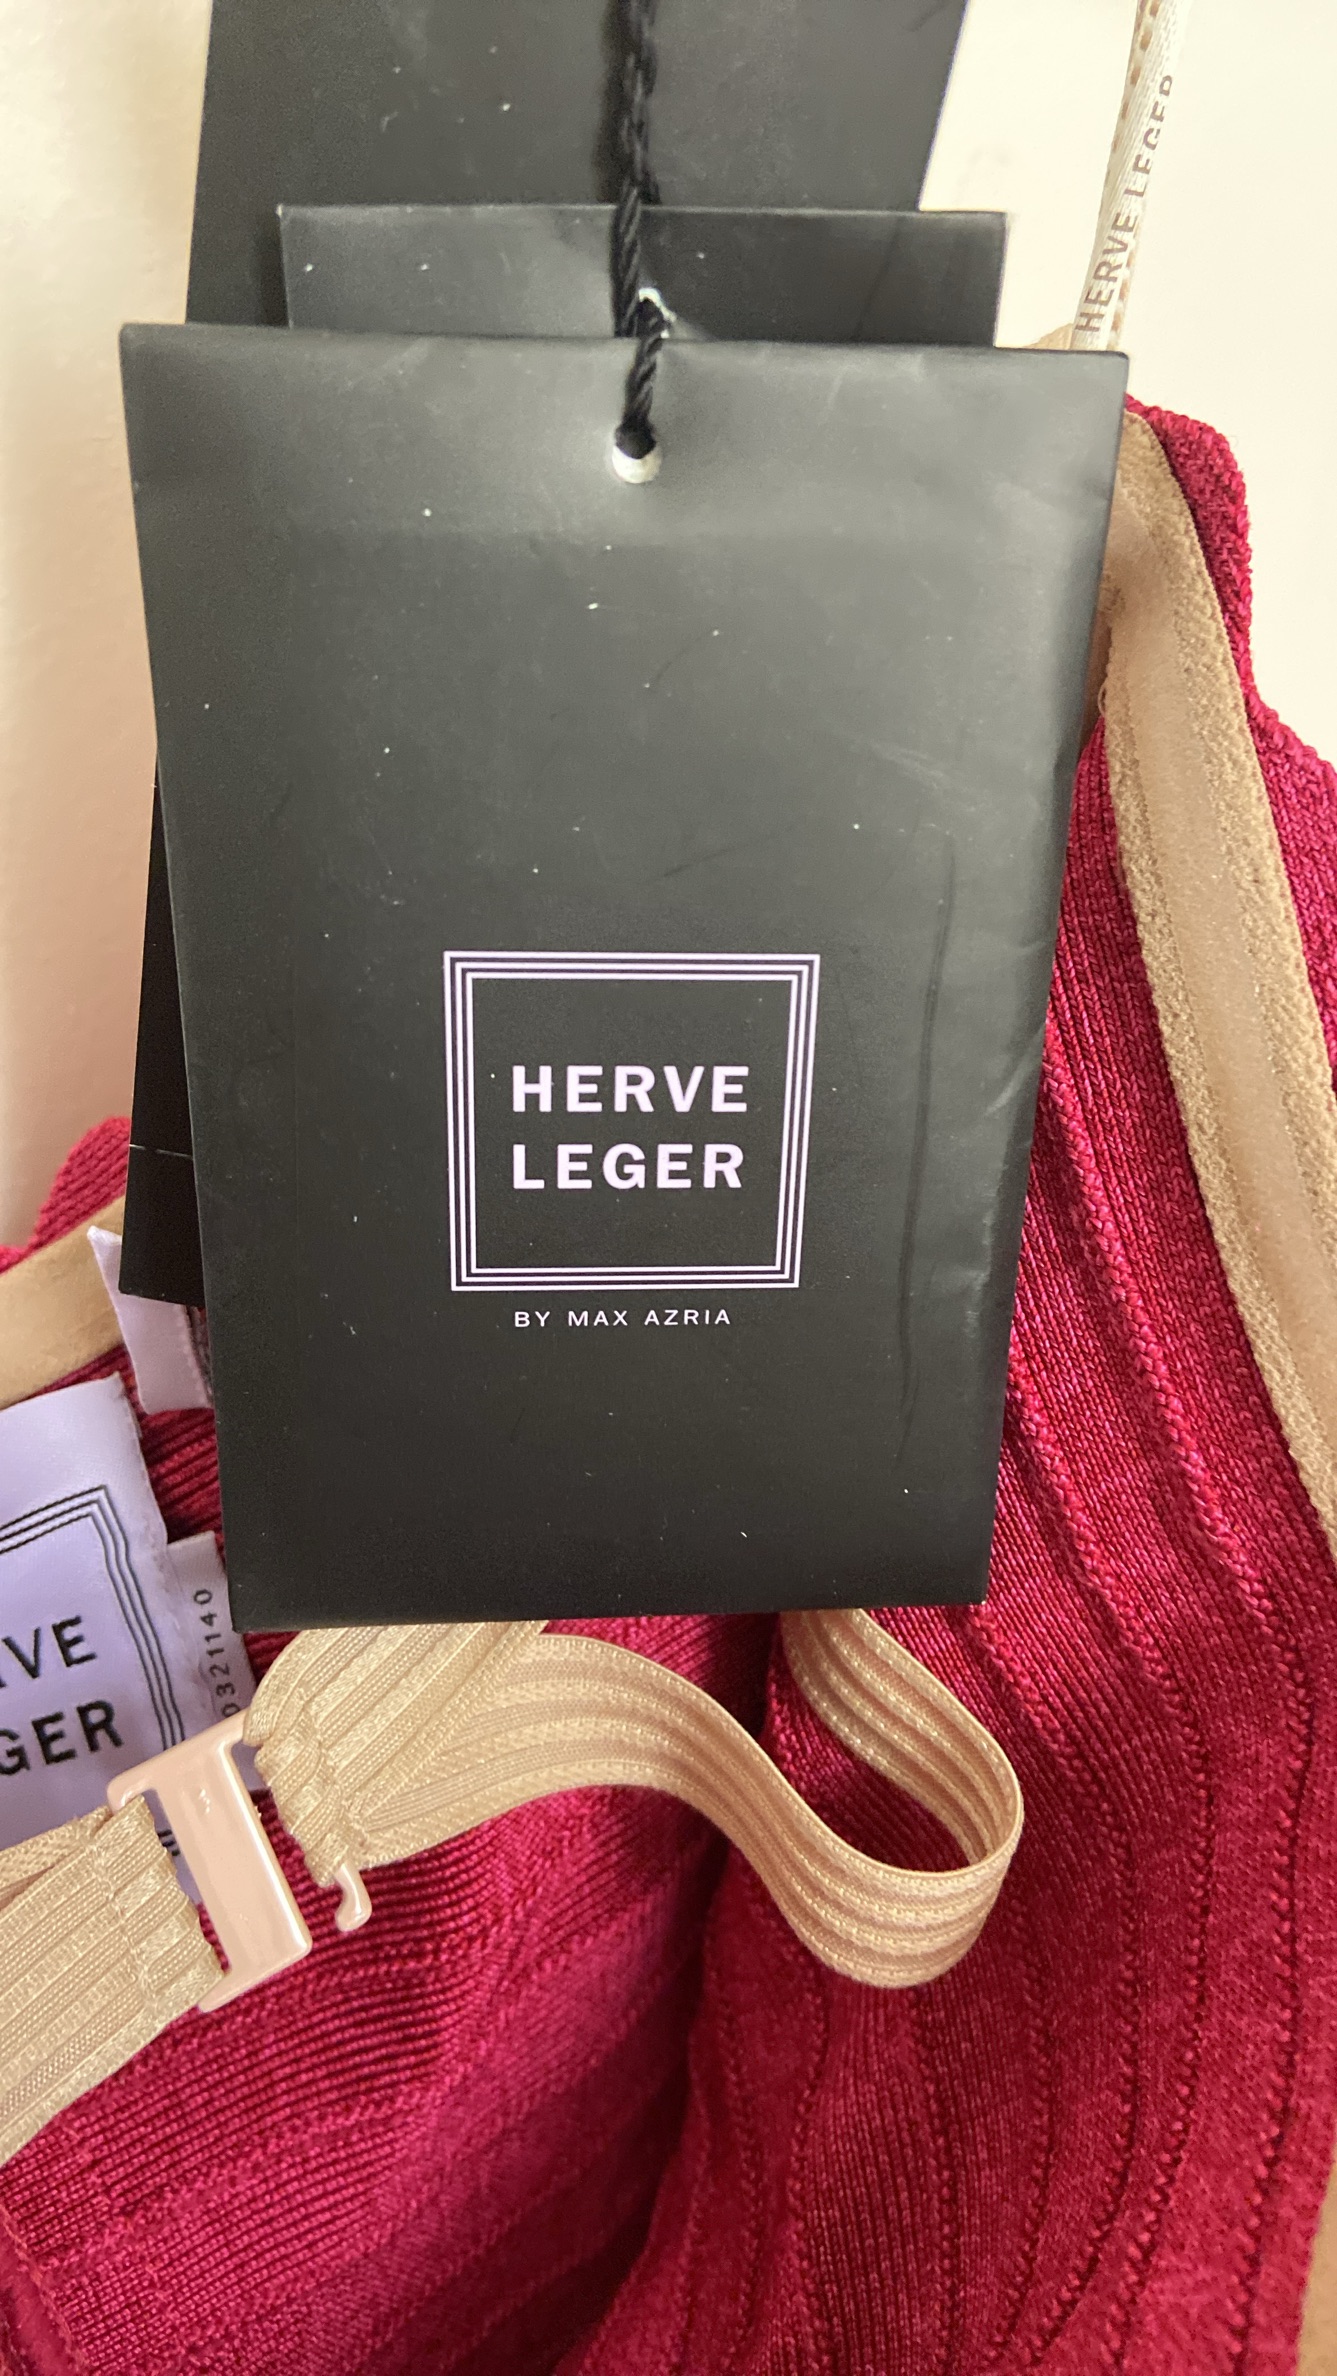 HERVE LEGER
HERVE
LEGER
BY MAX AZRIA
VE
GER
0321140